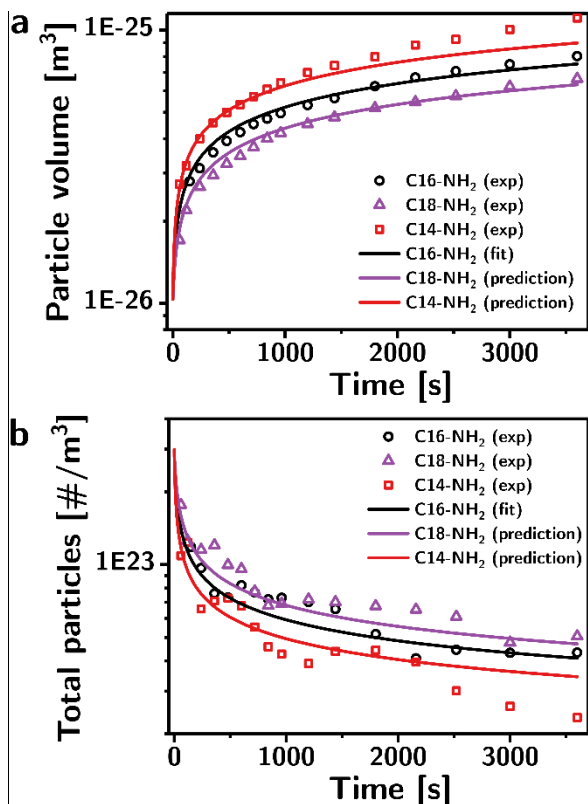 a
Particle volume [m³]
1E-25
1E-26
C16-NH₂ (exp)
C18-NH₂ (exp)
C14-NH₂ (exp)
C16-NH₂ (fit)
C18-NH₂ (prediction)
C14-NH₂ (prediction)
0 1000 2000 3000
Time [s]
b
Total particles [#/m³]
1E23
C16-NH₂ (exp)
C18-NH₂ (exp)
C14-NH₂ (exp)
C16-NH₂ (fit)
C18-NH₂ (prediction)
C14-NH₂ (prediction)
0 1000 2000 3000
Time [s]